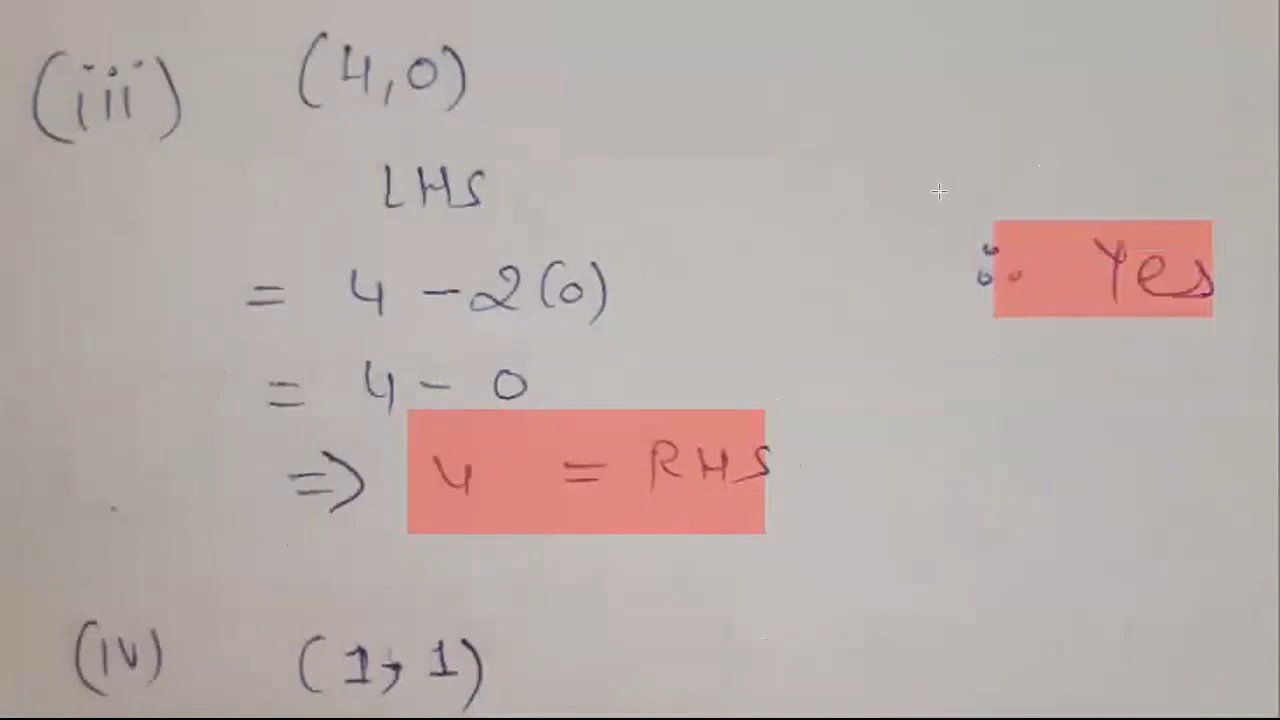 (iii) (4,0)
LHS
= 4 - 2(0)
= 4 - 0
=> 4 = RHS
∴ Yes
(iv) (1, 1)